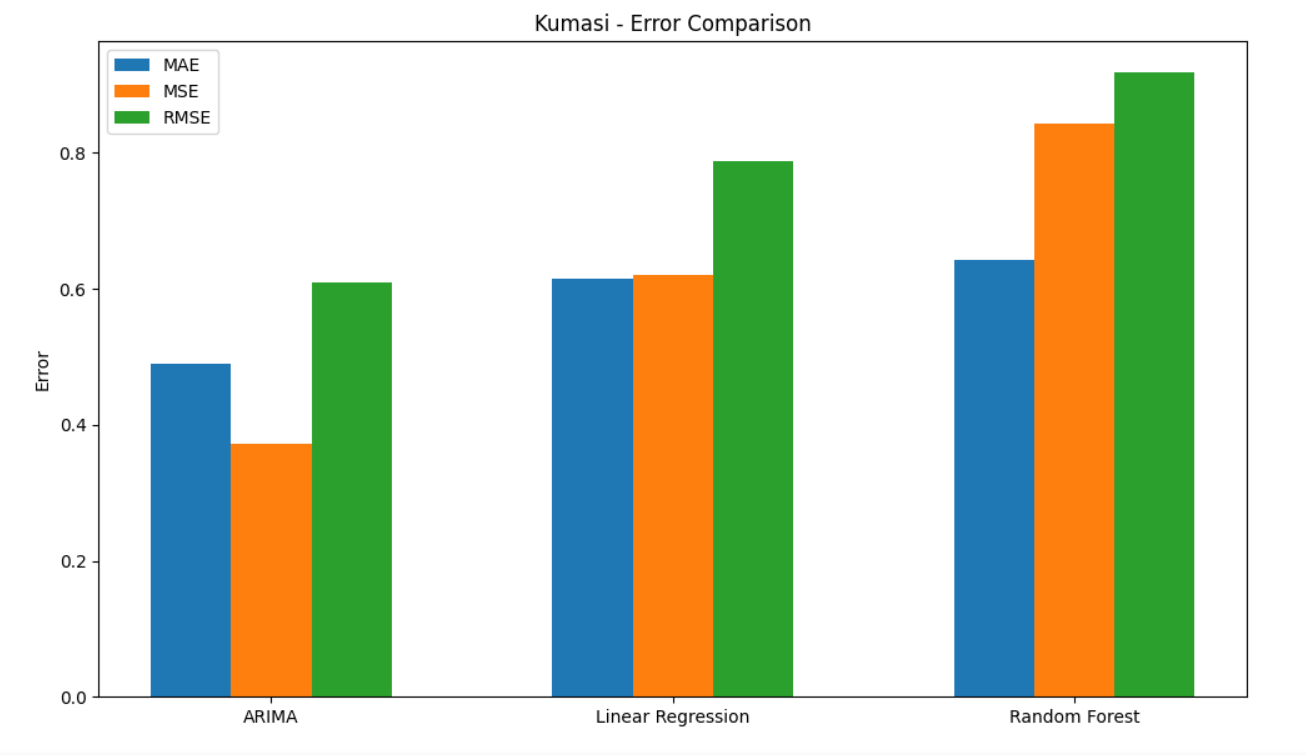 Kumasi - Error Comparison
MAE
MSE
RMSE
0.8
0.6
0.4
0.2
0.0
Error
ARIMA
Linear Regression
Random Forest